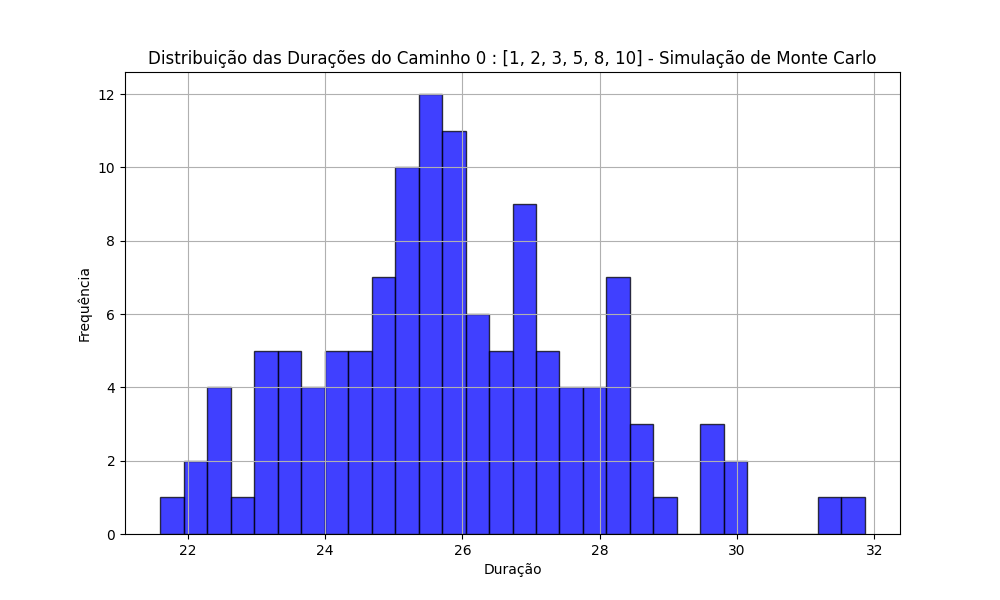 Distribuição das Durações do Caminho 0 : [1, 2, 3, 5, 8, 10] - Simulação de Monte Carlo
12
10
8
6
4
2
0
Frequência
22 24 26 28 30 32
Duração